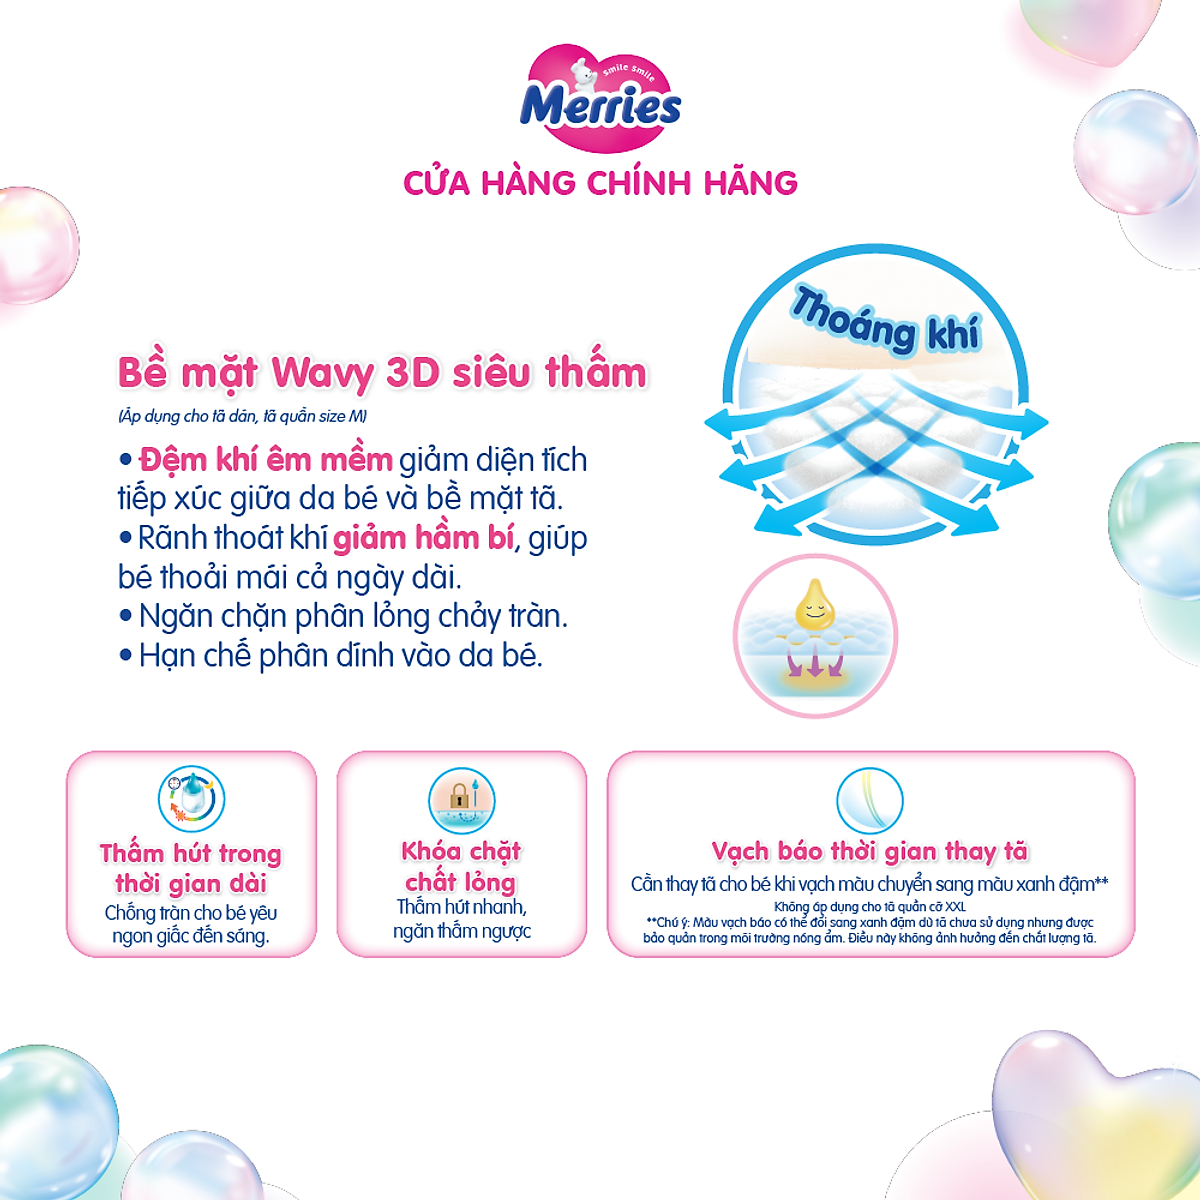 smile smile
Merries
CỬA HÀNG CHÍNH HÃNG
Thoáng khí
Bề mặt Wavy 3D siêu thấm
(Áp dụng cho tã dán, tã quần size M)
• Đệm khí êm mềm giảm diện tích
tiếp xúc giữa da bé và bề mặt tã.
• Rãnh thoát khí giảm hầm bí, giúp
bé thoải mái cả ngày dài.
• Ngăn chặn phân lỏng chảy tràn.
• Hạn chế phân dính vào da bé.
Thấm hút trong
thời gian dài
Chống tràn cho bé yêu
ngon giấc đến sáng.
Khóa chặt
chất lỏng
Thấm hút nhanh,
ngăn thấm ngược
Vạch báo thời gian thay tã
Cần thay tã cho bé khi vạch màu chuyển sang màu xanh đậm**
Không áp dụng cho tã quần cỡ XXL
**Chú ý: Màu vạch báo có thể đổi sang xanh đậm dù tã chưa sử dụng nhưng được
bảo quản trong môi trường nóng ẩm. Điều này không ảnh hưởng đến chất lượng tã.